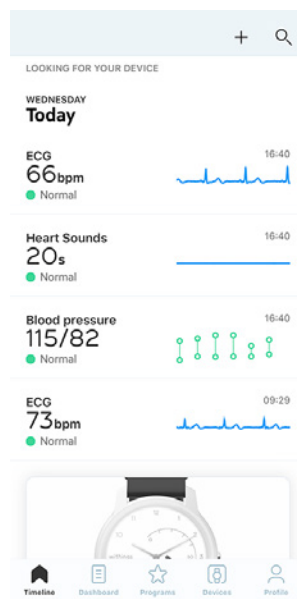 LOOKING FOR YOUR DEVICE
WEDNESDAY
Today
ECG
16:40
66bpm
Normal
Heart Sounds
16:40
20s
Normal
Blood pressure
16:40
115/82
Normal
ECG
09:29
73bpm
Normal
Timeline
Dashboard
Programs
Devices
Profile